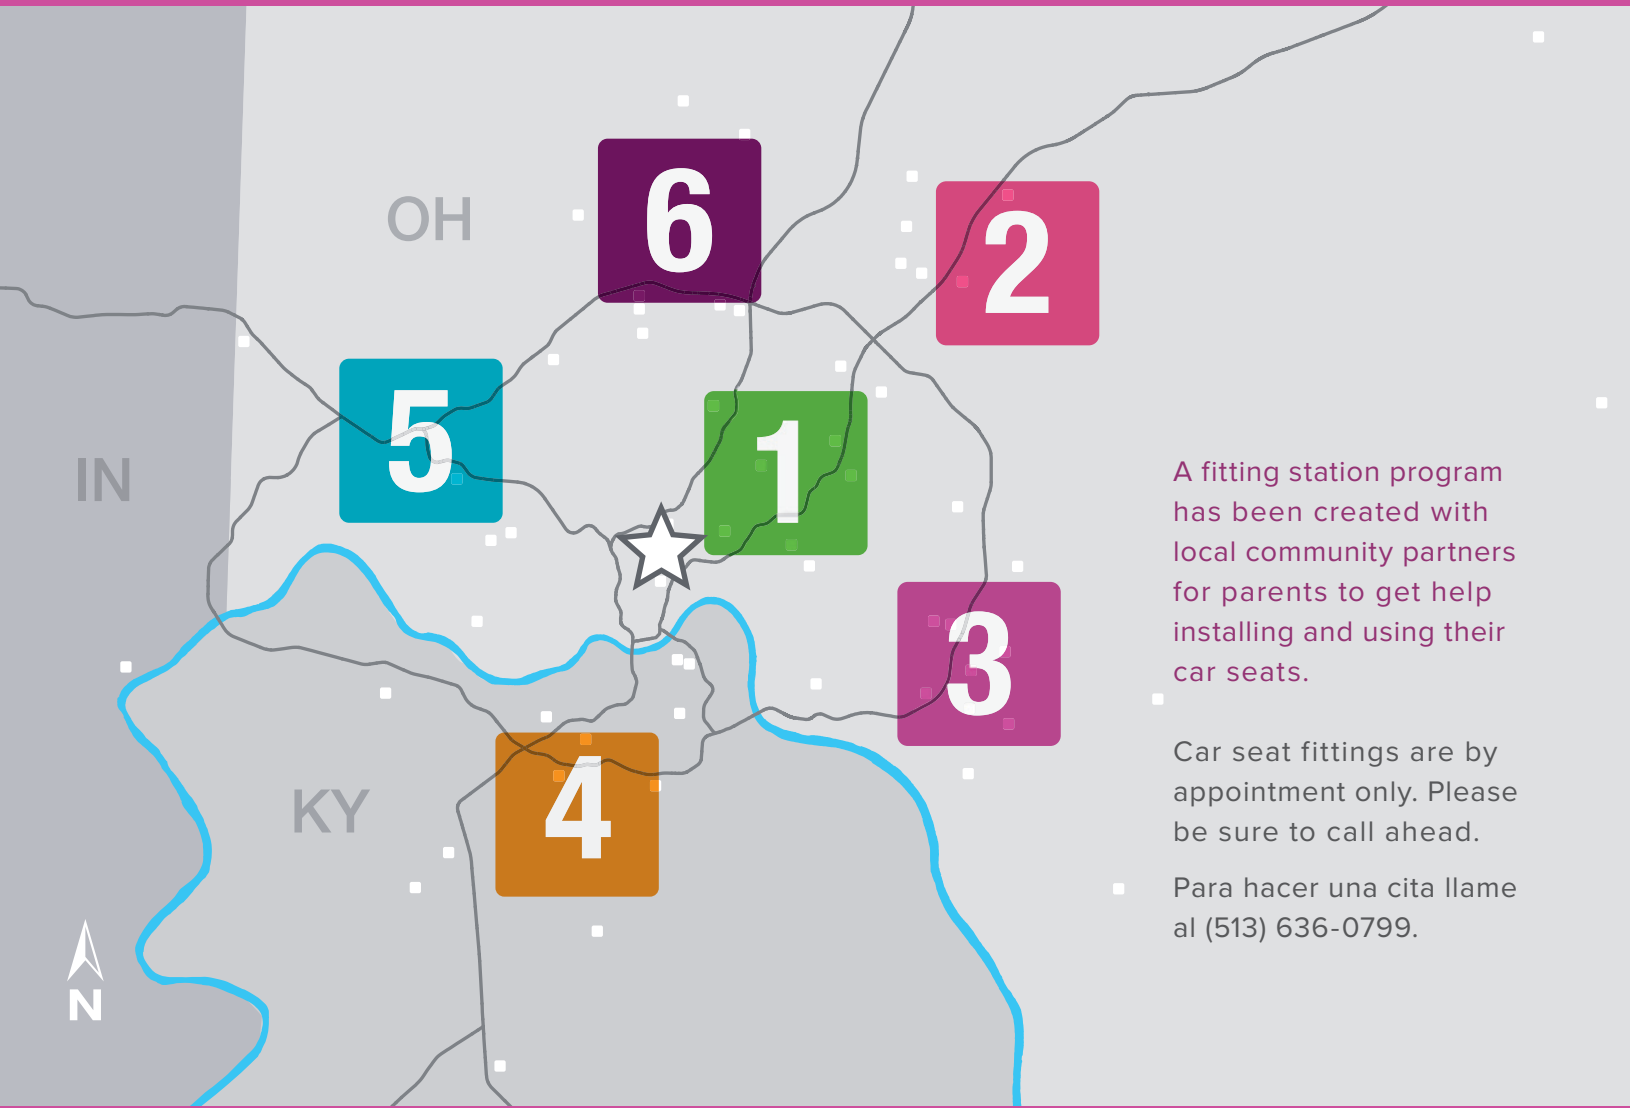 OH
6
2
5
1
IN
3
KY
4
N
A fitting station program
has been created with
local community partners
for parents to get help
installing and using their
car seats.
Car seat fittings are by
appointment only. Please
be sure to call ahead.
Para hacer una cita llame
al (513) 636-0799.